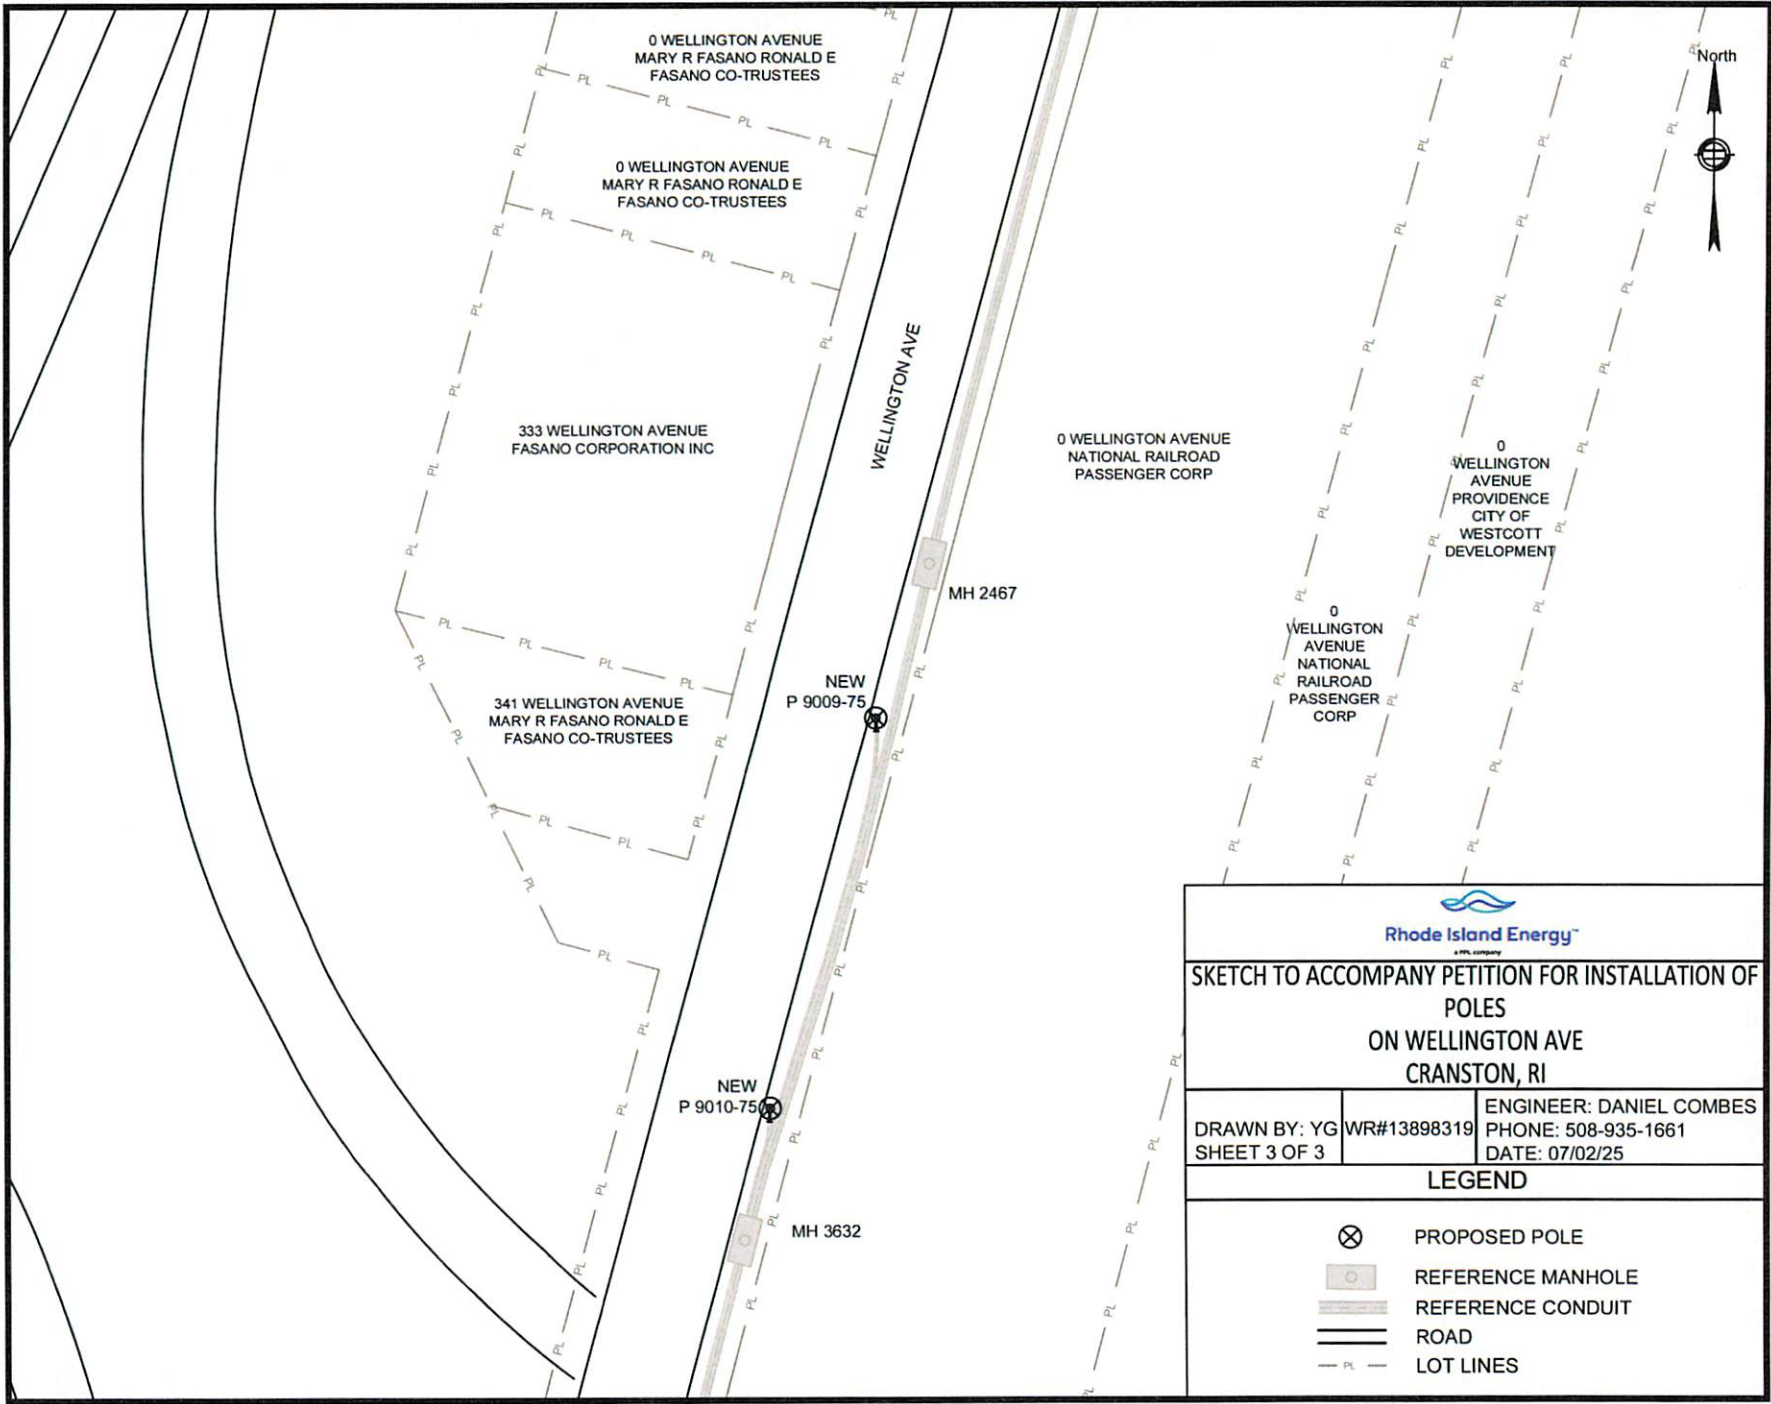 0 WELLINGTON AVENUE
MARY R FASANO RONALD E
FASANO CO-TRUSTEES
North
0 WELLINGTON AVENUE
MARY R FASANO RONALD E
FASANO CO-TRUSTEES
WELLINGTON AVE
333 WELLINGTON AVENUE
FASANO CORPORATION INC
0 WELLINGTON AVENUE
NATIONAL RAILROAD
PASSENGER CORP
0
WELLINGTON
AVENUE
PROVIDENCE
CITY OF
WESTCOTT
DEVELOPMENT
MH 2467
0
WELLINGTON
AVENUE
NATIONAL
RAILROAD
PASSENGER
CORP
NEW
P 9009-75
341 WELLINGTON AVENUE
MARY R FASANO RONALD E
FASANO CO-TRUSTEES
NEW
P 9010-75
MH 3632
Rhode Island Energy™
a PPL company
SKETCH TO ACCOMPANY PETITION FOR INSTALLATION OF
POLES
ON WELLINGTON AVE
CRANSTON, RI
DRAWN BY: YG
SHEET 3 OF 3
WR#13898319
ENGINEER: DANIEL COMBES
PHONE: 508-935-1661
DATE: 07/02/25
LEGEND
PROPOSED POLE
REFERENCE MANHOLE
REFERENCE CONDUIT
ROAD
PL
LOT LINES